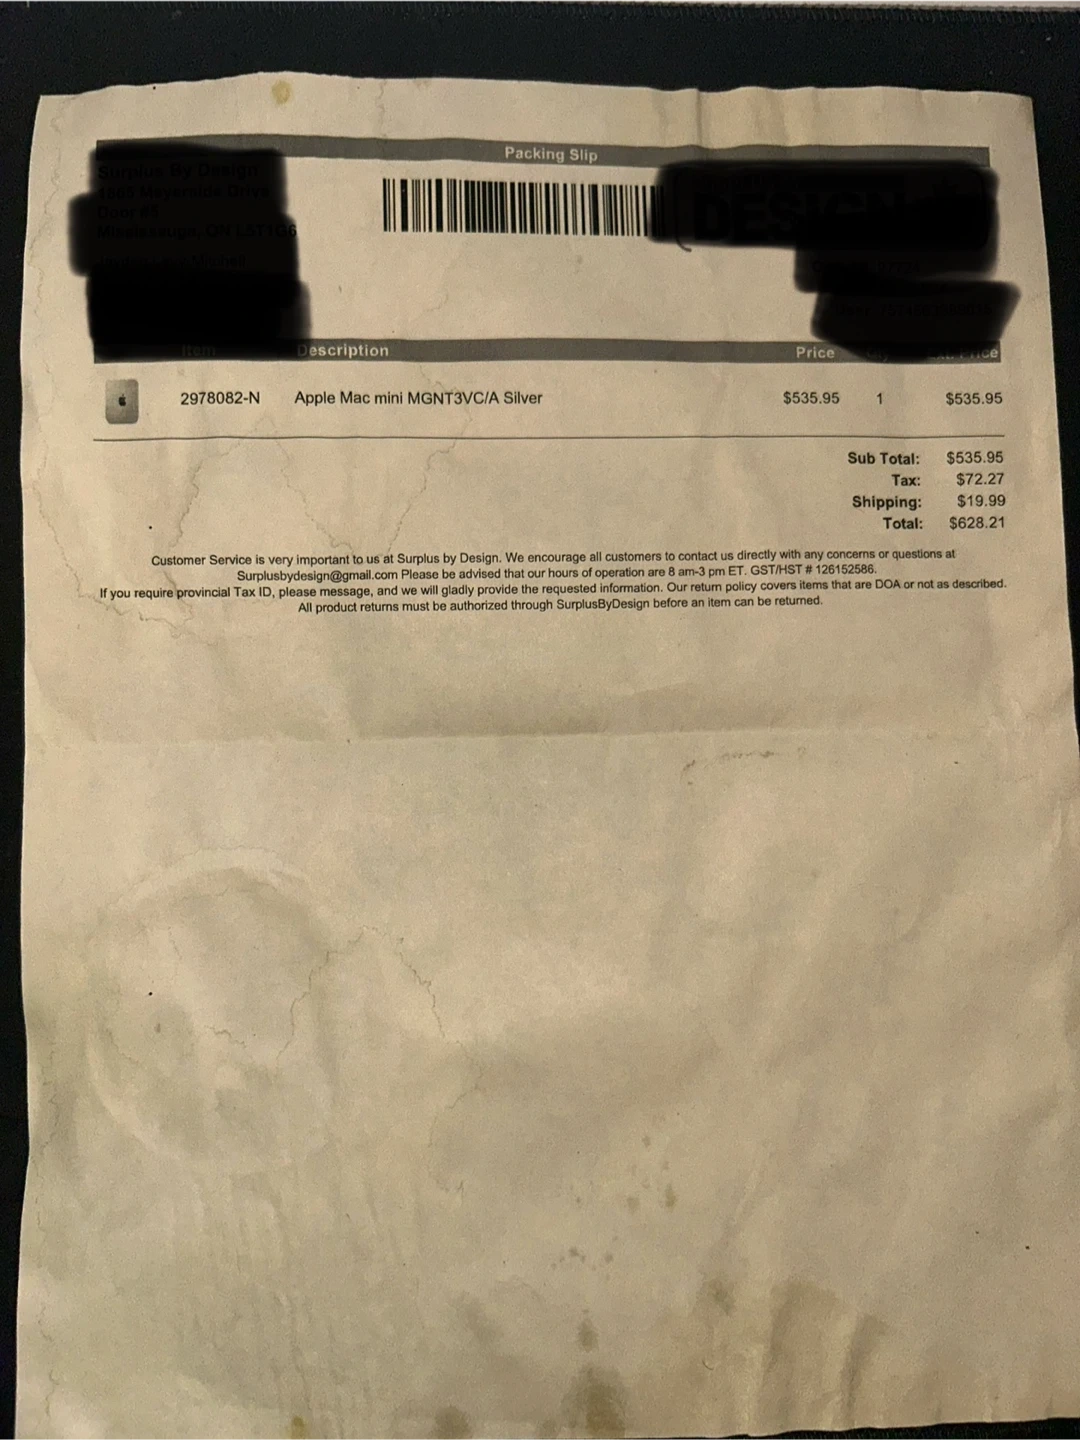 Packing Slip
Description Price
2978082-N Apple Mac mini MGNT3VC/A Silver $535.95 1 $535.95
Sub Total: $535.95
Tax: $72.27
Shipping: $19.99
Total: $628.21
Customer Service is very important to us at Surplus by Design. We encourage all customers to contact us directly with any concerns or questions at
Surplusbydesign@gmail.com Please be advised that our hours of operation are 8 am-3 pm ET. GST/HST # 126152586.
If you require provincial Tax ID, please message, and we will gladly provide the requested information. Our return policy covers items that are DOA or not as described.
All product returns must be authorized through SurplusByDesign before an item can be returned.